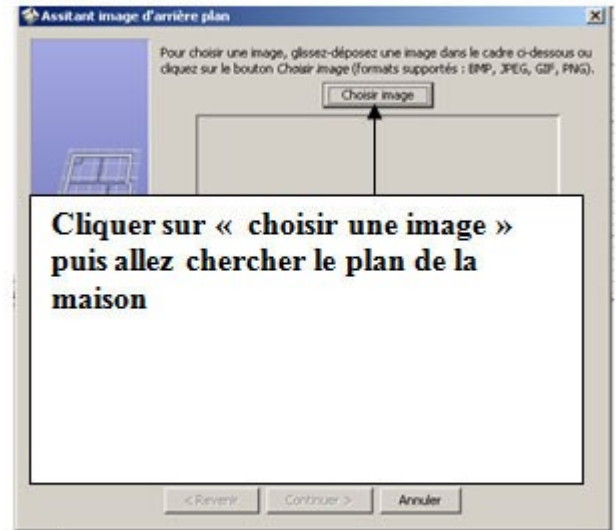 Assitant image d'arrière plan
Pour choisir une image, glissez-déposez une image dans le cadre ci-dessous ou
cliquez sur le bouton Choisir image (formats supportés : BMP, JPEG, GIF, PNG).
Choisir image
Cliquer sur « choisir une image »
puis allez chercher le plan de la
maison
< Revenir
Continuer >
Annuler